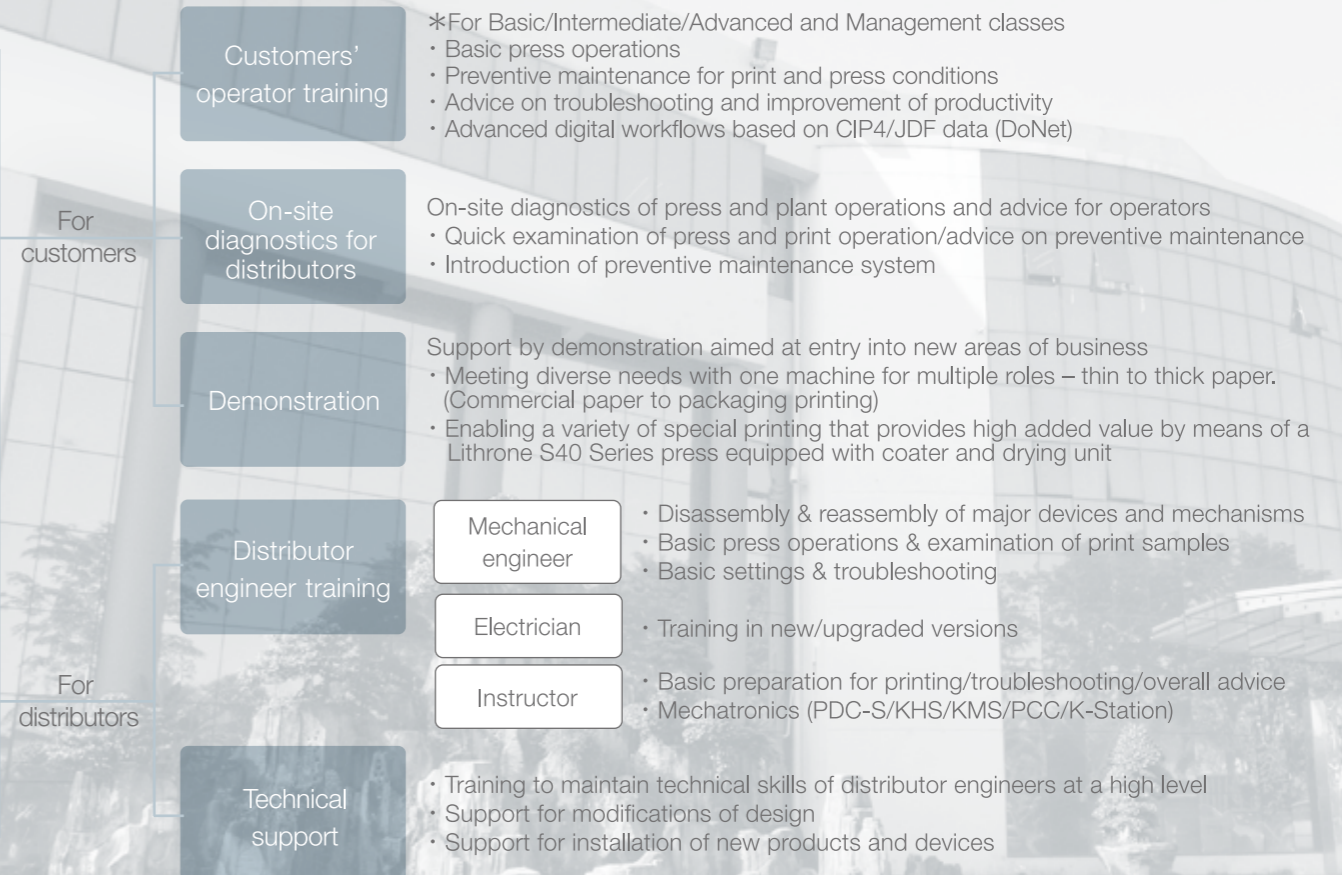 For
customers
Customers'
operator training
＊For Basic/Intermediate/Advanced and Management classes
・Basic press operations
・Preventive maintenance for print and press conditions
・Advice on troubleshooting and improvement of productivity
・Advanced digital workflows based on CIP4/JDF data (DoNet)
On-site
diagnostics for
distributors
On-site diagnostics of press and plant operations and advice for operators
・Quick examination of press and print operation/advice on preventive maintenance
・Introduction of preventive maintenance system
Demonstration
Support by demonstration aimed at entry into new areas of business
・Meeting diverse needs with one machine for multiple roles – thin to thick paper.
(Commercial paper to packaging printing)
・Enabling a variety of special printing that provides high added value by means of a
Lithrone S40 Series press equipped with coater and drying unit
For
distributors
Distributor
engineer training
Mechanical
engineer
・Disassembly & reassembly of major devices and mechanisms
・Basic press operations & examination of print samples
・Basic settings & troubleshooting
Electrician
・Training in new/upgraded versions
Instructor
・Basic preparation for printing/troubleshooting/overall advice
・Mechatronics (PDC-S/KHS/KMS/PCC/K-Station)
Technical
support
・Training to maintain technical skills of distributor engineers at a high level
・Support for modifications of design
・Support for installation of new products and devices